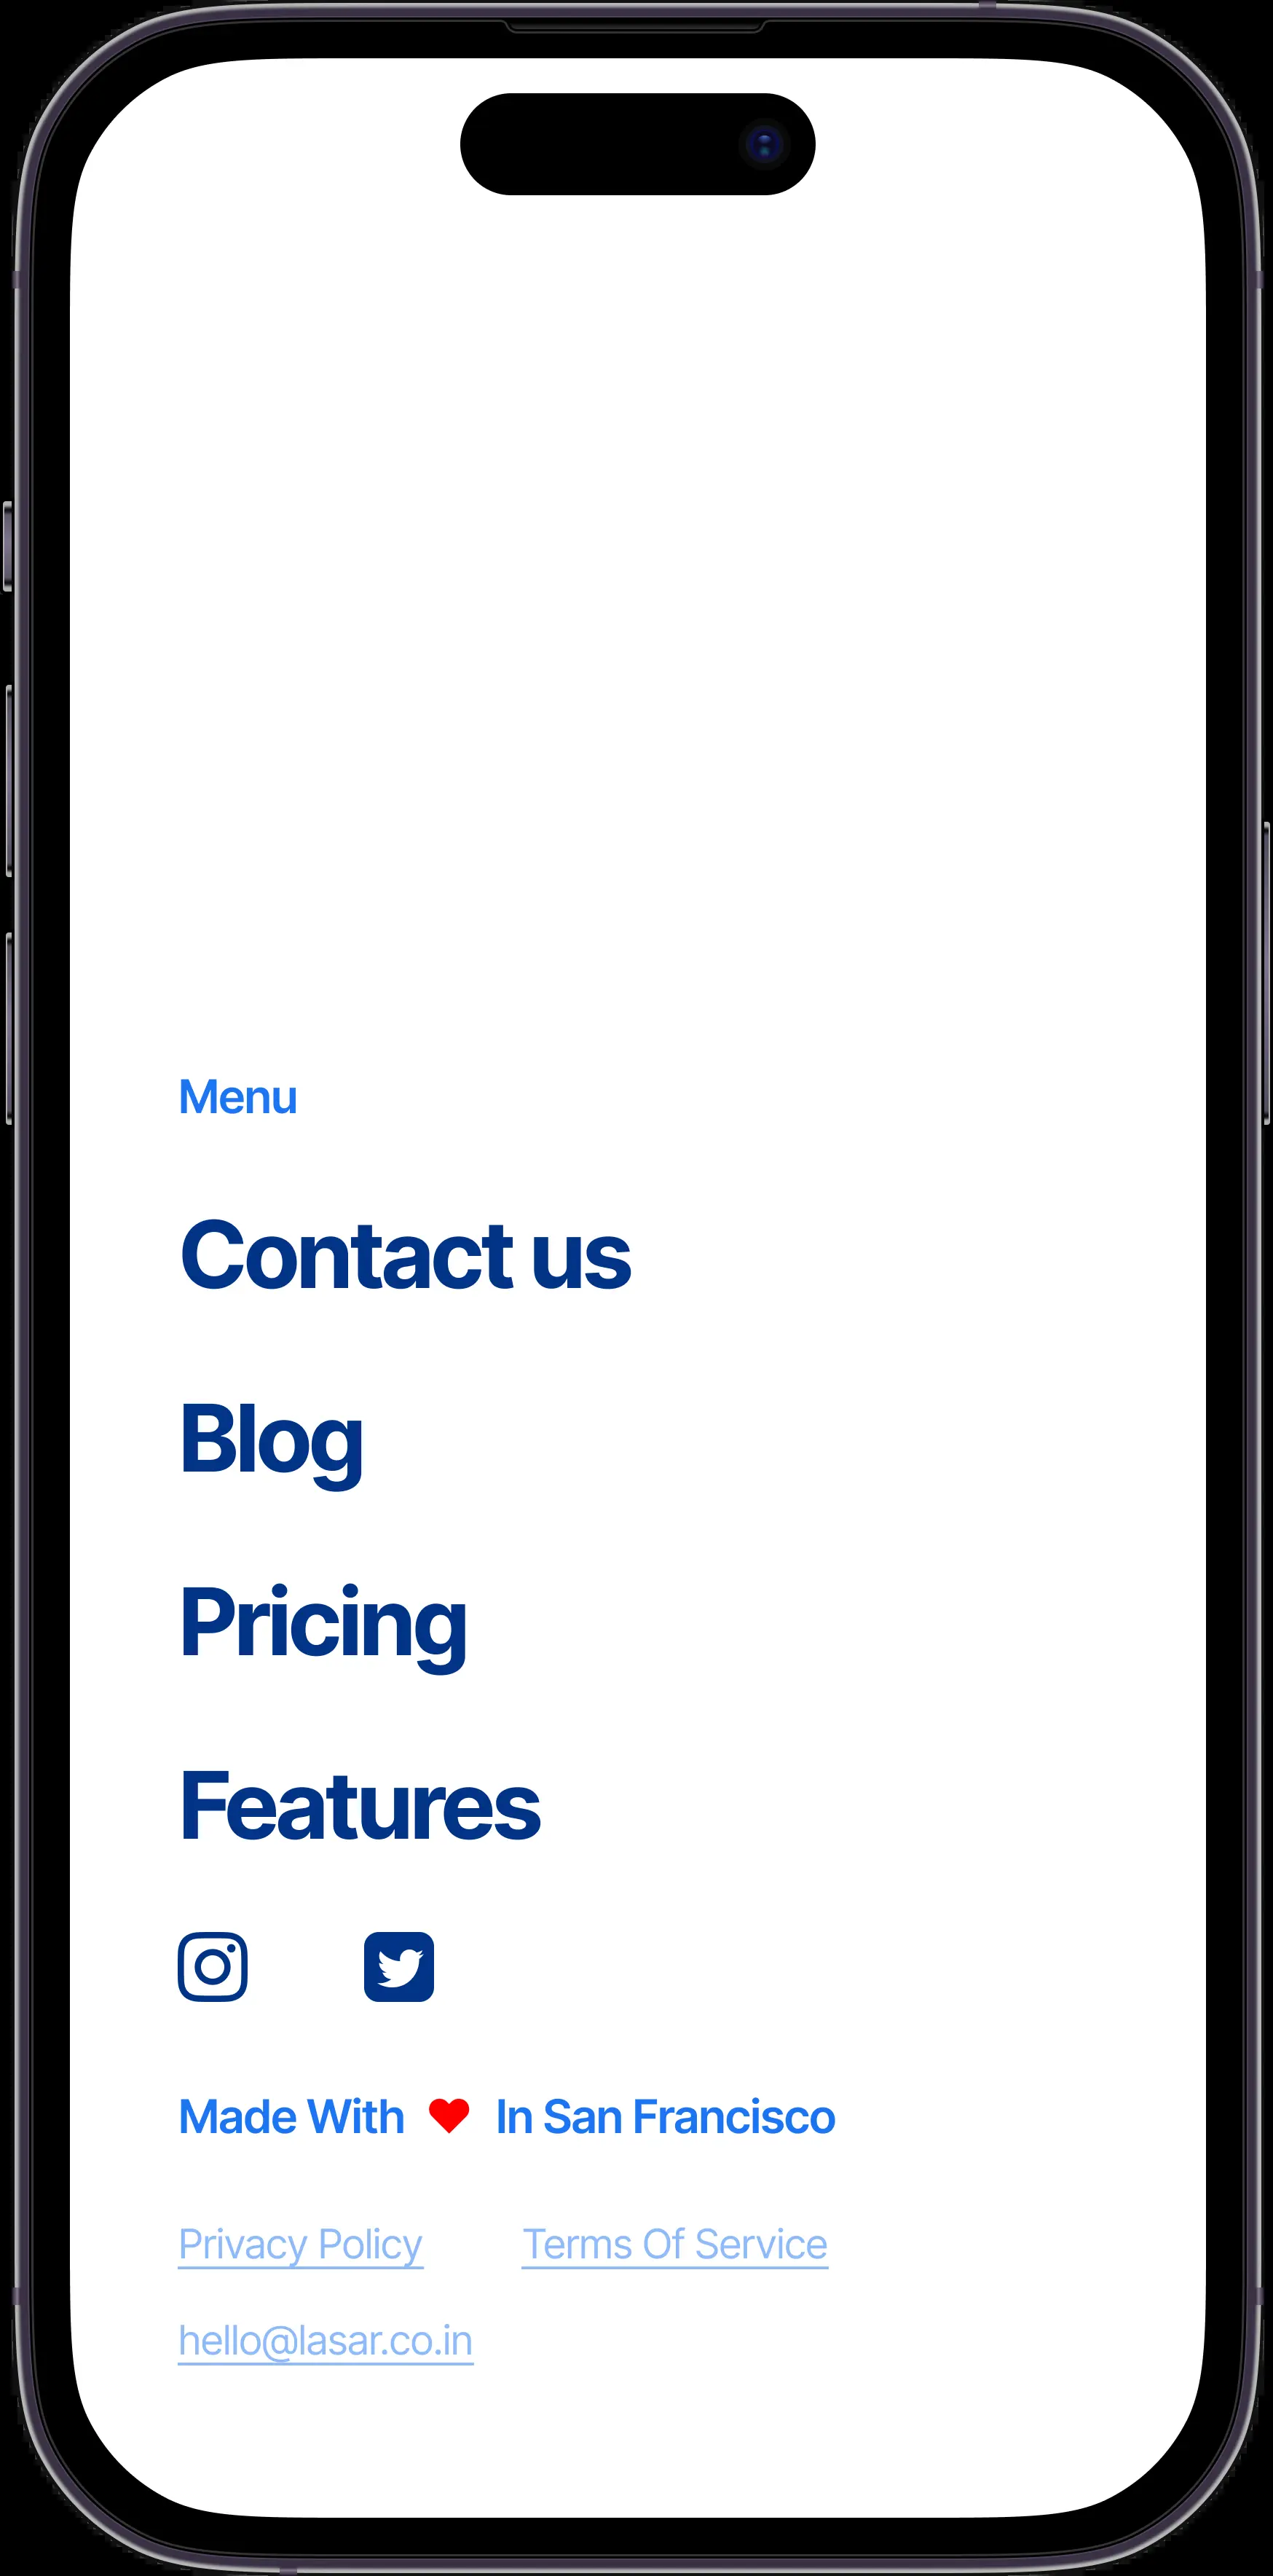 Menu
Contact us
Blog
Pricing
Features
Made With In San Francisco
Privacy Policy Terms Of Service
hello@lasar.co.in